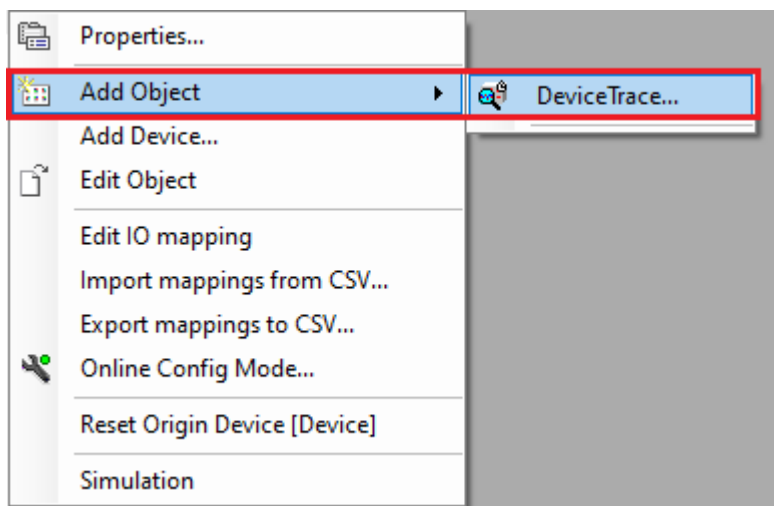 Properties...
Add Object
DeviceTrace...
Add Device...
Edit Object
Edit IO mapping
Import mappings from CSV...
Export mappings to CSV...
Online Config Mode...
Reset Origin Device [Device]
Simulation